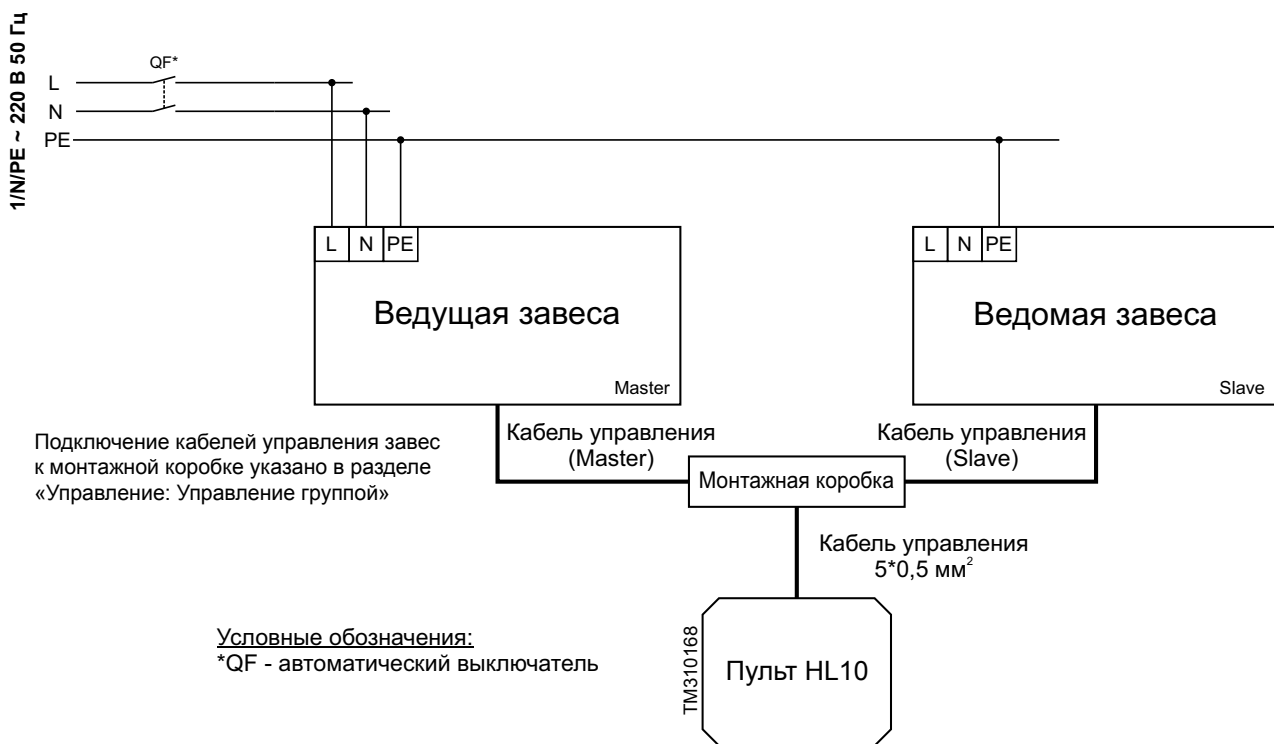 1/N/PE ~ 220 В 50 Гц
QF*
L
N
PE
L N PE
Ведущая завеса
Master
L N PE
Ведомая завеса
Slave
Подключение кабелей управления завес
к монтажной коробке указано в разделе
«Управление: Управление группой»
Кабель управления
(Master)
Кабель управления
(Slave)
Монтажная коробка
Кабель управления
5*0,5 мм²
Условные обозначения:
*QF - автоматический выключатель
TM310168
Пульт HL10